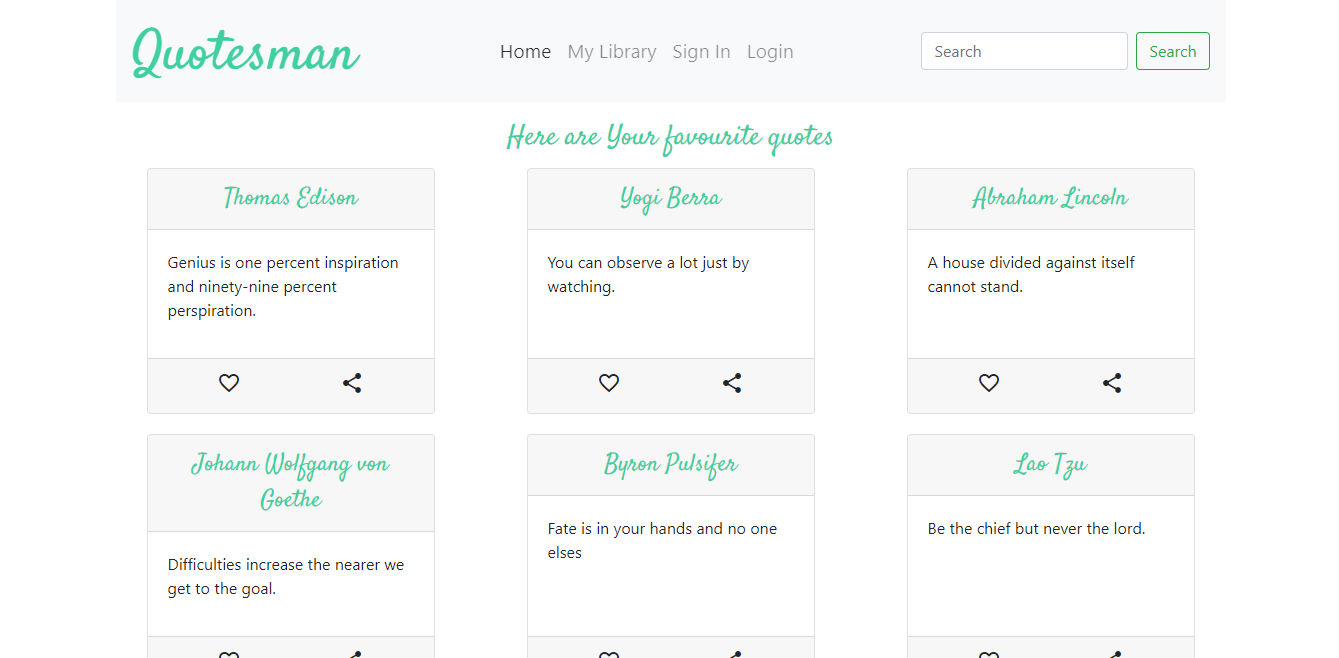 Quotesman
Home My Library Sign In Login
Search
Search
Here are Your favourite quotes
Thomas Edison
Genius is one percent inspiration
and ninety-nine percent
perspiration.
Yogi Berra
You can observe a lot just by
watching.
Abraham Lincoln
A house divided against itself
cannot stand.
Johann Wolfgang von
Goethe
Difficulties increase the nearer we
get to the goal.
Byron Pulsifer
Fate is in your hands and no one
elses
Lao Tzu
Be the chief but never the lord.